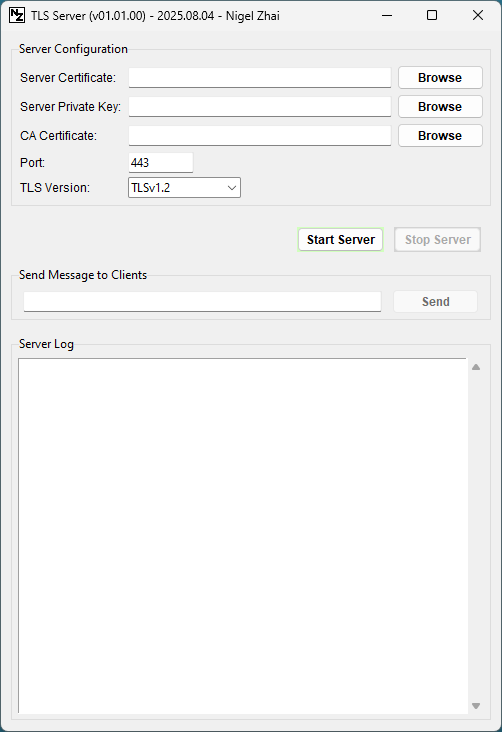 NZ TLS Server (v01.01.00) - 2025.08.04 - Nigel Zhai
Server Configuration
Server Certificate: Browse
Server Private Key: Browse
CA Certificate: Browse
Port: 443
TLS Version: TLSv1.2
Start Server Stop Server
Send Message to Clients
Send
Server Log